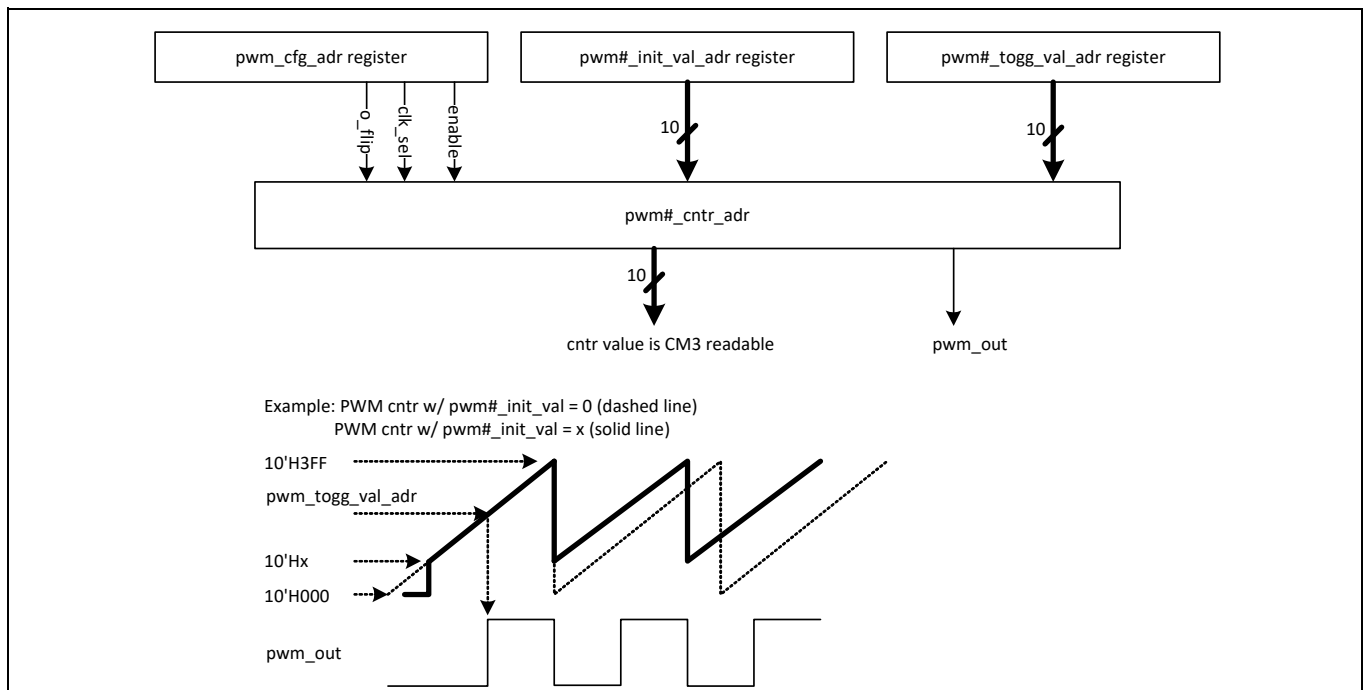 pwm_cfg_adr register
pwm#_init_val_adr register
pwm#_togg_val_adr register
o_flip
clk_sel
enable
10
10
pwm#_cntr_adr
10
cntr value is CM3 readable
pwm_out
Example: PWM cntr w/ pwm#_init_val = 0 (dashed line)
PWM cntr w/ pwm#_init_val = x (solid line)
10'H3FF
pwm_togg_val_adr
10'Hx
10'H000
pwm_out